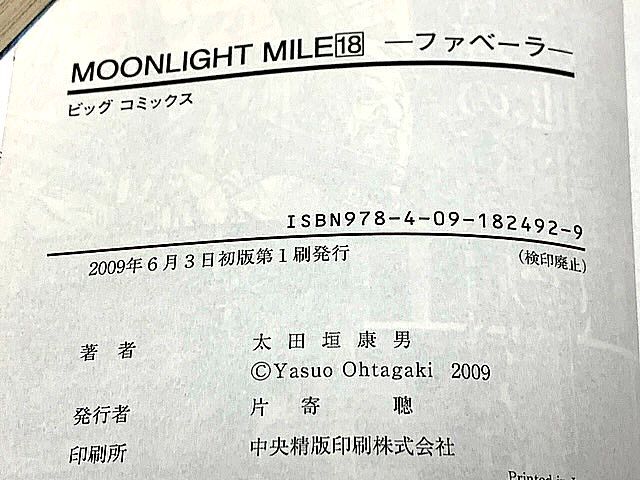 MOONLIGHT MILE18 ―ファベーラ―
ビッグ コミックス
ISBN978-4-09-182492-9
2009年6月3日初版第1刷発行 (検印廃止)
著者 太田垣康男
©Yasuo Ohtagaki 2009
発行者 片寄 聰
印刷所 中央精版印刷株式会社
Printed in